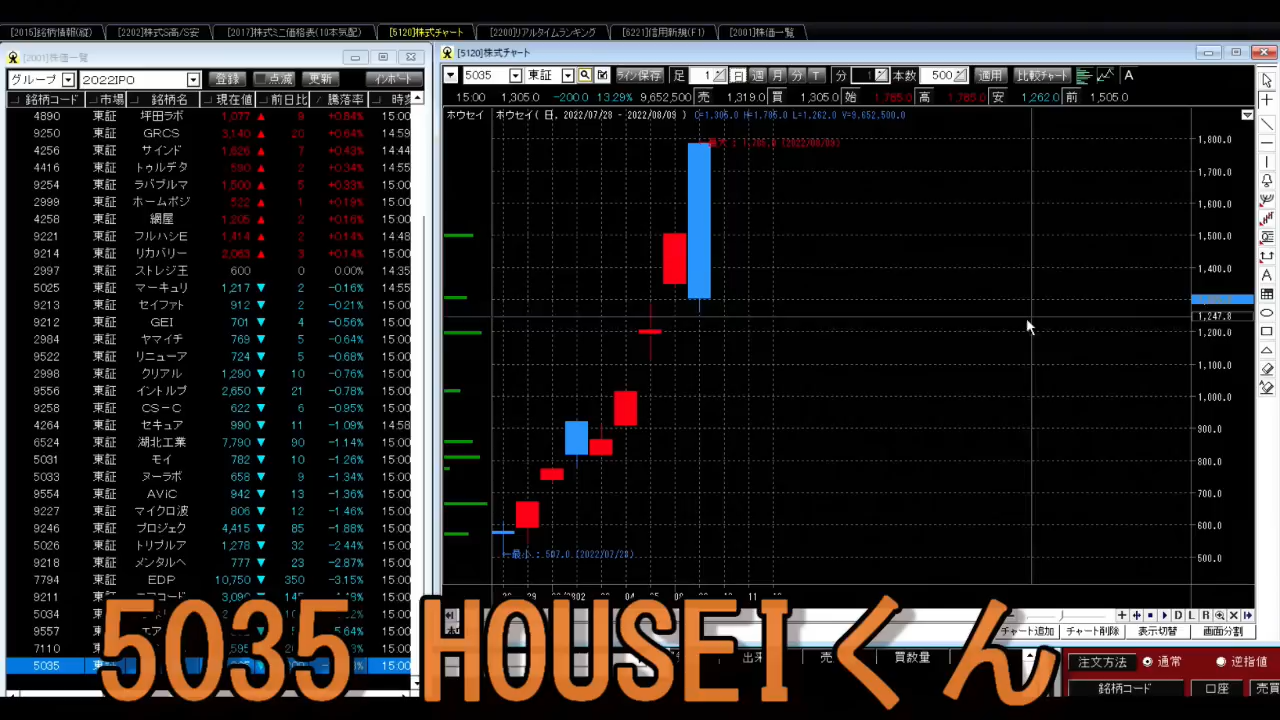 [2015]銘柄情報(縦)
[2202]株式S高/S安
[2017]株式ミニ価格表(10本気配)
[5120]株式チャート
[2200]リアルタイムランキング
[6221]信用新規(F1)
[2001]株価一覧
[2001]株価一覧
グループ 2022IPO 登録 点滅 更新 インポート
銘柄コード 市場 銘柄名 現在値 前日比 騰落率
4890 東証 坪田ラボ 1,077 ▲ 9 +0.84% 15:00
9250 東証 GRCS 3,140 ▲ 20 +0.64% 14:59
4256 東証 サインド 1,626 ▲ 7 +0.43% 14:44
4416 東証 トゥルデタ 590 ▲ 2 +0.34% 15:00
9254 東証 ラバブルマ 1,500 ▲ 5 +0.33% 15:00
2999 東証 ホームポジ 522 ▲ 1 +0.19% 15:00
4258 東証 網屋 1,205 ▲ 2 +0.16% 15:00
9221 東証 フルハシE 1,414 ▲ 2 +0.14% 14:48
9214 東証 リカバリー 2,063 ▲ 3 +0.14% 15:00
2997 東証 ストレジ王 600 0 0.00% 14:35
5025 東証 マーキュリ 1,217 ▼ 2 -0.16% 14:55
9213 東証 セイファト 912 ▼ 2 -0.21% 15:00
9212 東証 GEI 701 ▼ 4 -0.56% 15:00
2984 東証 ヤマイチ 769 ▼ 5 -0.64% 15:00
9522 東証 リニューア 724 ▼ 5 -0.68% 15:00
2998 東証 クリアル 1,290 ▼ 10 -0.76% 15:00
9556 東証 イントルプ 2,650 ▼ 21 -0.78% 15:00
9258 東証 CS-C 622 ▼ 6 -0.95% 15:00
4264 東証 セキュア 990 ▼ 11 -1.09% 14:58
6524 東証 湖北工業 7,790 ▼ 90 -1.14% 15:00
5031 東証 モイ 782 ▼ 10 -1.26% 15:00
5033 東証 ヌーラボ 658 ▼ 9 -1.34% 15:00
9554 東証 AViC 942 ▼ 13 -1.36% 15:00
9227 東証 マイクロ波 807 ▼ 12 -1.46% 15:00
9246 東証 プロジェク 4,415 ▼ 85 -1.88% 15:00
5026 東証 トリプルア 1,278 ▼ 32 -2.44% 15:00
9218 東証 メンタルヘ 777 ▼ 23 -2.87% 15:00
7794 東証 EDP 10,750 ▼ 350 -3.15% 15:00
3,090 15:00
5034 15:00
9557 15:00
7110 15:00
5035 15:00
[5120]株式チャート
5035 東証 ライン保存 足 1 日 週 月 分 T 分 1 本数 500 適用 比較チャート A
15:00 1,305.0 -200.0 13.29% 9,652,500 売 1,319.0 買 1,305.0 始 1,785.0 高 1,785.0 安 1,262.0 前 1,505.0
ホウセイ
ホウセイ( 日, 2022/07/28 - 2022/08/09 )
L=1,262.0 V=9,652,500.0
1,800.0
1,700.0
1,600.0
1,500.0
1,400.0
1,247.8
1,200.0
1,100.0
1,000.0
900.0
800.0
700.0
600.0
500.0
チャート追加 チャート削除 表示切替 画面分割
買数量
注文方法 通常 逆指値
銘柄コード 口座 売買
5035 HOUSEIくん